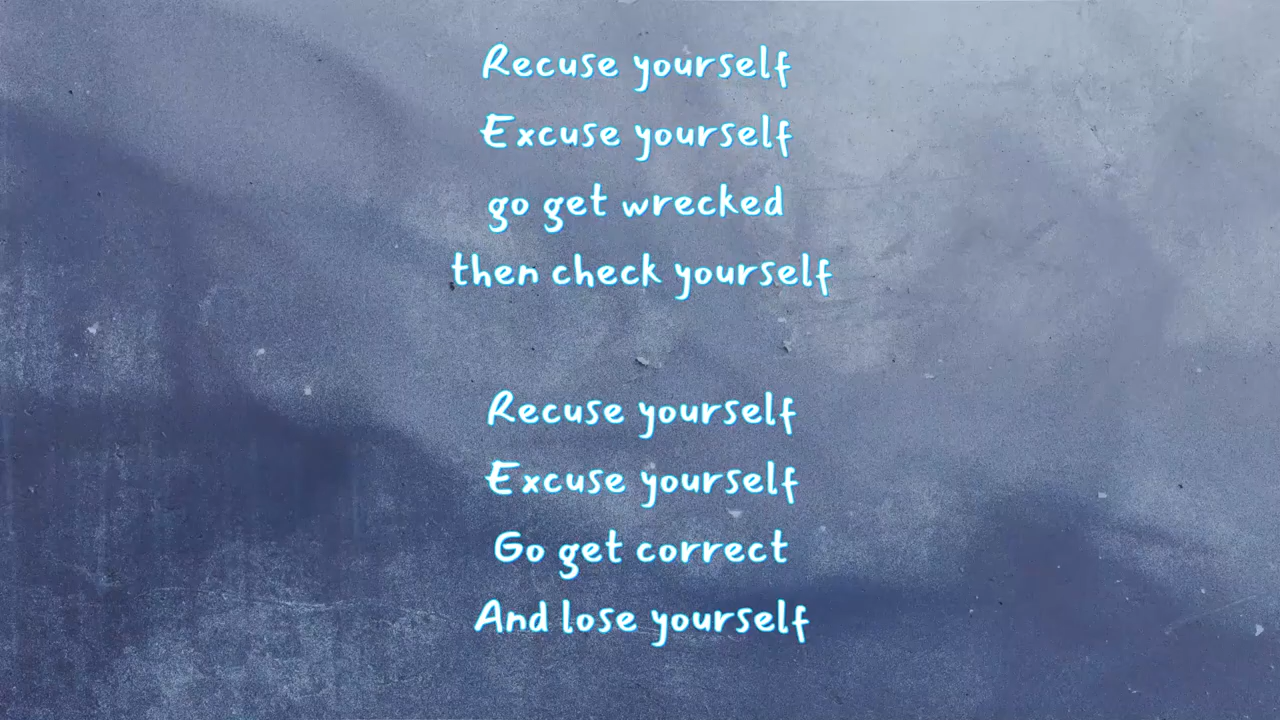 Recuse yourself
Excuse yourself
go get wrecked
then check yourself
Recuse yourself
Excuse yourself
Go get correct
And lose yourself